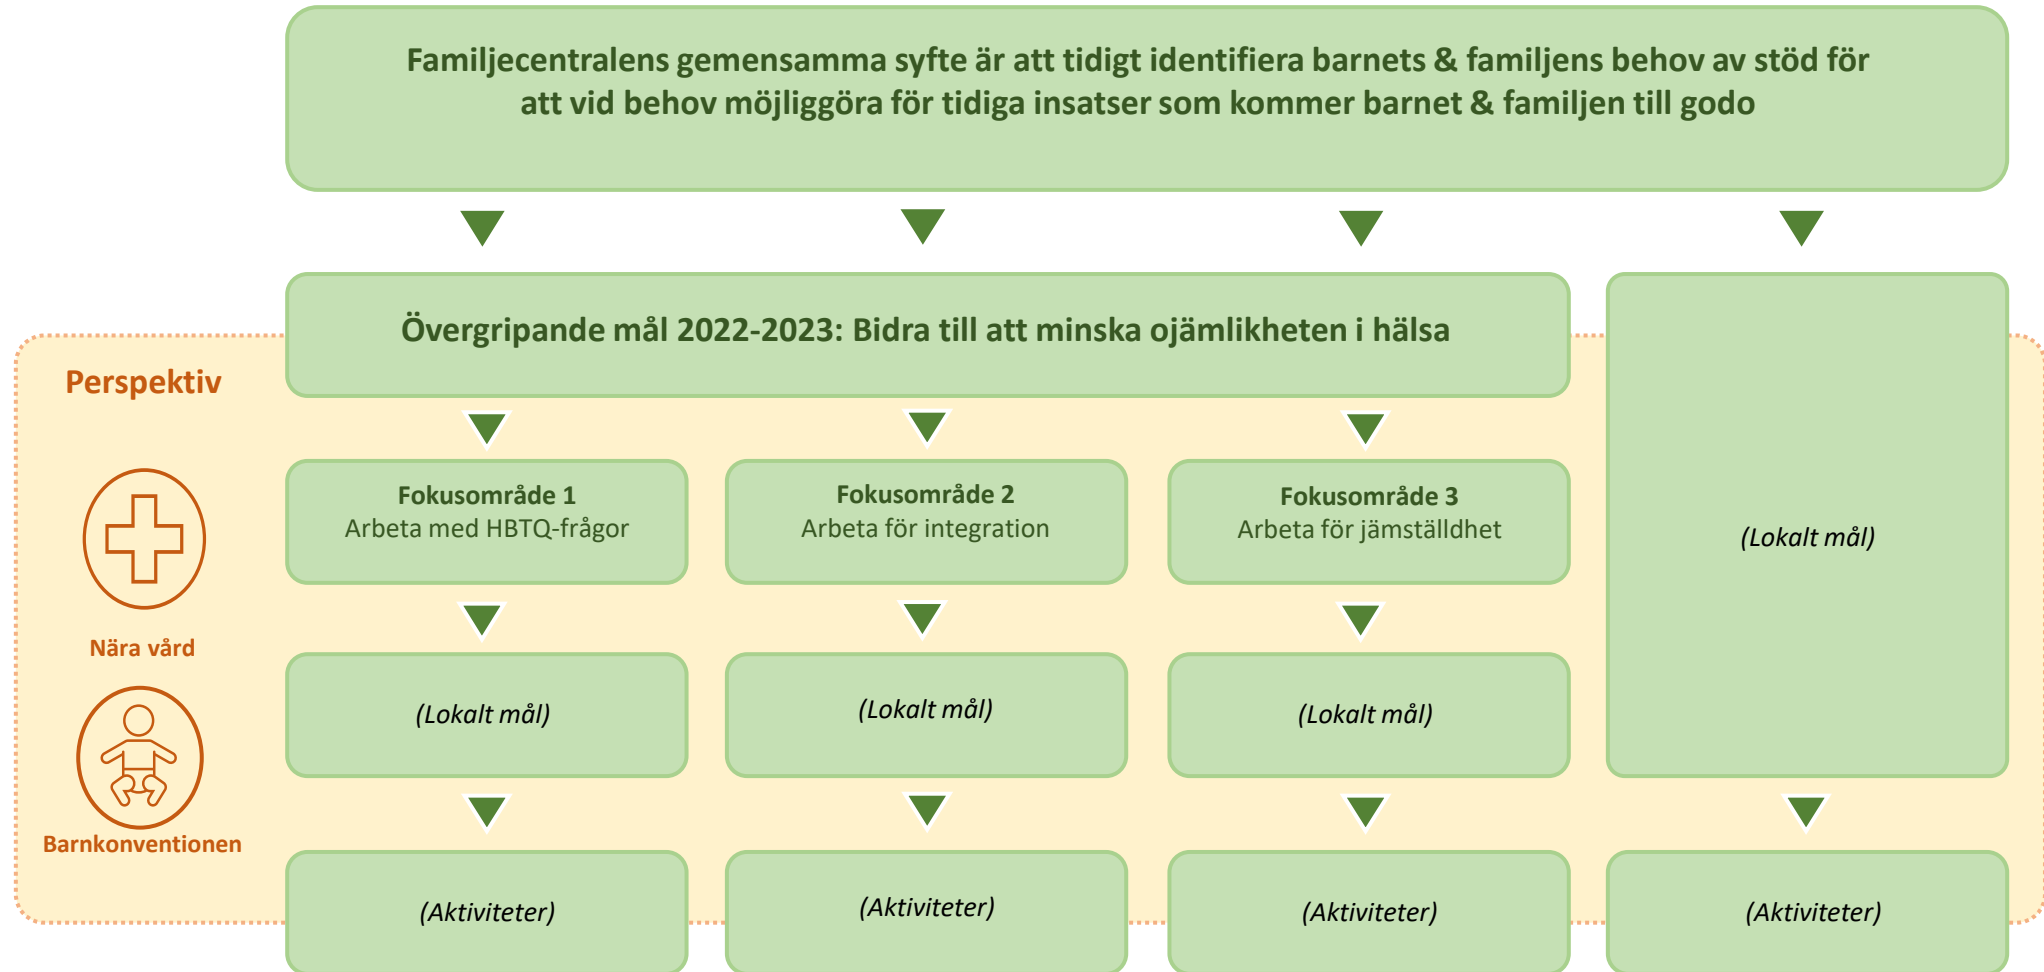 Familjecentralens gemensamma syfte är att tidigt identifiera barnets & familjens behov av stöd för
att vid behov möjliggöra för tidiga insatser som kommer barnet & familjen till godo
Övergripande mål 2022-2023: Bidra till att minska ojämlikheten i hälsa
Perspektiv
Nära vård
Barnkonventionen
Fokusområde 1
Arbeta med HBTQ-frågor
Fokusområde 2
Arbeta för integration
Fokusområde 3
Arbeta för jämställdhet
(Lokalt mål)
(Lokalt mål)
(Lokalt mål)
(Lokalt mål)
(Aktiviteter)
(Aktiviteter)
(Aktiviteter)
(Aktiviteter)